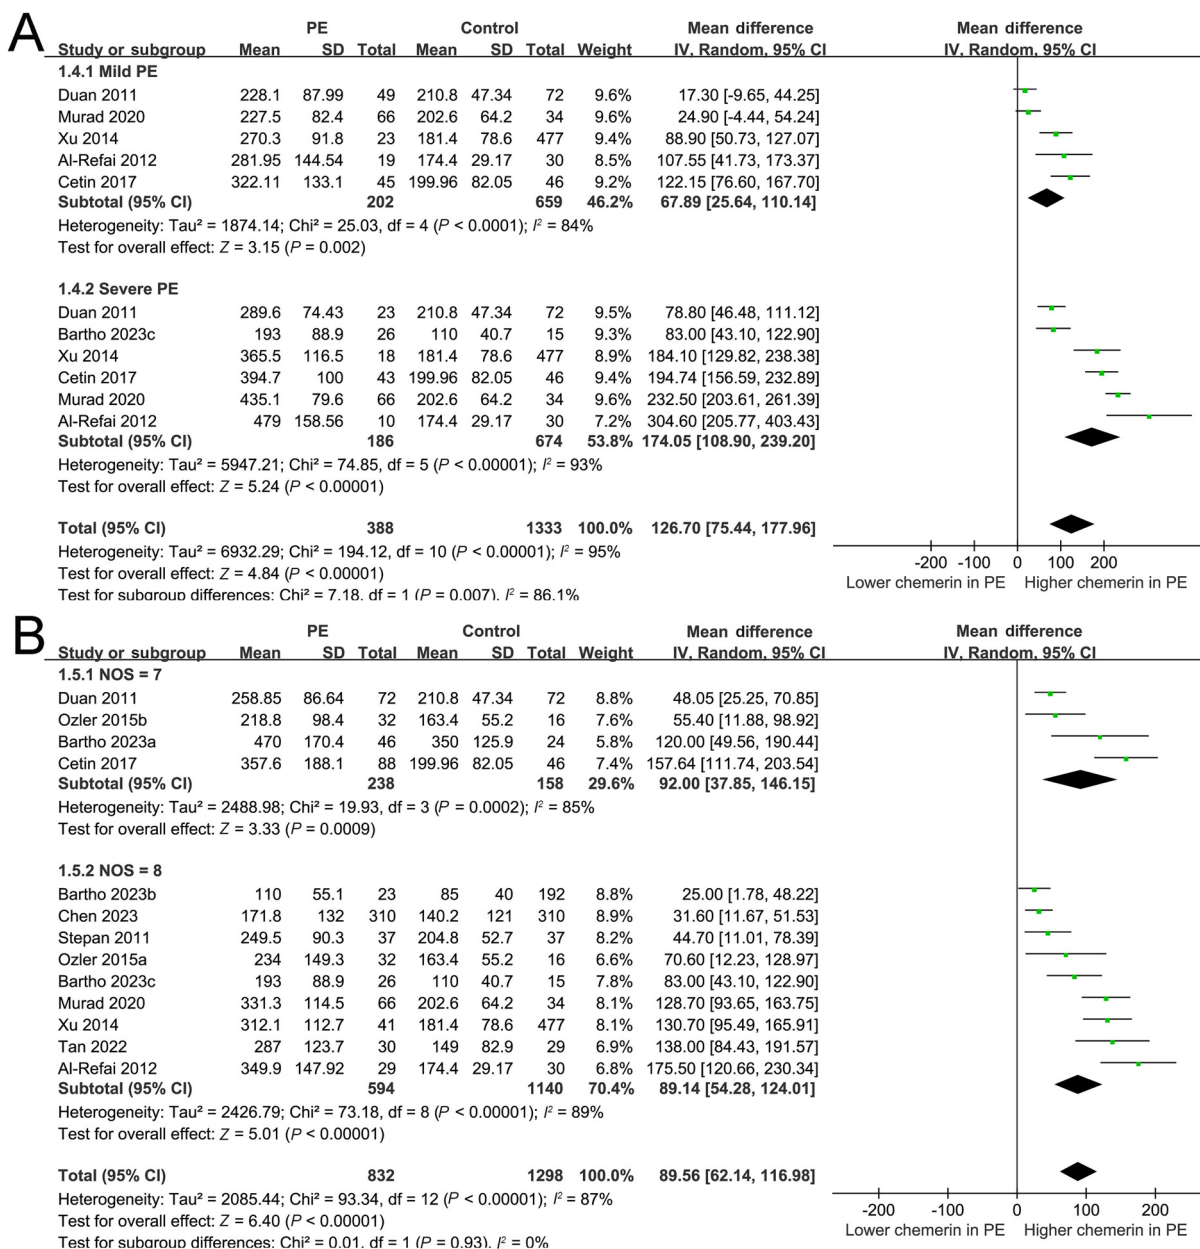 A
PE Control Mean difference Mean difference
Study or subgroup Mean SD Total Mean SD Total Weight IV, Random, 95% CI IV, Random, 95% CI
1.4.1 Mild PE
Duan 2011 228.1 87.99 49 210.8 47.34 72 9.6% 17.30 [-9.65, 44.25]
Murad 2020 227.5 82.4 66 202.6 64.2 34 9.6% 24.90 [-4.44, 54.24]
Xu 2014 270.3 91.8 23 181.4 78.6 477 9.4% 88.90 [50.73, 127.07]
Al-Refai 2012 281.95 144.54 19 174.4 29.17 30 8.5% 107.55 [41.73, 173.37]
Cetin 2017 322.11 133.1 45 199.96 82.05 46 9.2% 122.15 [76.60, 167.70]
Subtotal (95% CI) 202 659 46.2% 67.89 [25.64, 110.14]
Heterogeneity: Tau² = 1874.14; Chi² = 25.03, df = 4 (P < 0.0001); I² = 84%
Test for overall effect: Z = 3.15 (P = 0.002)
1.4.2 Severe PE
Duan 2011 289.6 74.43 23 210.8 47.34 72 9.5% 78.80 [46.48, 111.12]
Bartho 2023c 193 88.9 26 110 40.7 15 9.3% 83.00 [43.10, 122.90]
Xu 2014 365.5 116.5 18 181.4 78.6 477 8.9% 184.10 [129.82, 238.38]
Cetin 2017 394.7 100 43 199.96 82.05 46 9.4% 194.74 [156.59, 232.89]
Murad 2020 435.1 79.6 66 202.6 64.2 34 9.6% 232.50 [203.61, 261.39]
Al-Refai 2012 479 158.56 10 174.4 29.17 30 7.2% 304.60 [205.77, 403.43]
Subtotal (95% CI) 186 674 53.8% 174.05 [108.90, 239.20]
Heterogeneity: Tau² = 5947.21; Chi² = 74.85, df = 5 (P < 0.00001); I² = 93%
Test for overall effect: Z = 5.24 (P < 0.00001)
Total (95% CI) 388 1333 100.0% 126.70 [75.44, 177.96]
Heterogeneity: Tau² = 6932.29; Chi² = 194.12, df = 10 (P < 0.00001); I² = 95%
Test for overall effect: Z = 4.84 (P < 0.00001)
Test for subgroup differences: Chi² = 7.18, df = 1 (P = 0.007), I² = 86.1%
-200 -100 0 100 200
Lower chemerin in PE Higher chemerin in PE
B
PE Control Mean difference Mean difference
Study or subgroup Mean SD Total Mean SD Total Weight IV, Random, 95% CI IV, Random, 95% CI
1.5.1 NOS = 7
Duan 2011 258.85 86.64 72 210.8 47.34 72 8.8% 48.05 [25.25, 70.85]
Ozler 2015b 218.8 98.4 32 163.4 55.2 16 7.6% 55.40 [11.88, 98.92]
Bartho 2023a 470 170.4 46 350 125.9 24 5.8% 120.00 [49.56, 190.44]
Cetin 2017 357.6 188.1 88 199.96 82.05 46 7.4% 157.64 [111.74, 203.54]
Subtotal (95% CI) 238 158 29.6% 92.00 [37.85, 146.15]
Heterogeneity: Tau² = 2488.98; Chi² = 19.93, df = 3 (P = 0.0002); I² = 85%
Test for overall effect: Z = 3.33 (P = 0.0009)
1.5.2 NOS = 8
Bartho 2023b 110 55.1 23 85 40 192 8.8% 25.00 [1.78, 48.22]
Chen 2023 171.8 132 310 140.2 121 310 8.9% 31.60 [11.67, 51.53]
Stepan 2011 249.5 90.3 37 204.8 52.7 37 8.2% 44.70 [11.01, 78.39]
Ozler 2015a 234 149.3 32 163.4 55.2 16 6.6% 70.60 [12.23, 128.97]
Bartho 2023c 193 88.9 26 110 40.7 15 7.8% 83.00 [43.10, 122.90]
Murad 2020 331.3 114.5 66 202.6 64.2 34 8.1% 128.70 [93.65, 163.75]
Xu 2014 312.1 112.7 41 181.4 78.6 477 8.1% 130.70 [95.49, 165.91]
Tan 2022 287 123.7 30 149 82.9 29 6.9% 138.00 [84.43, 191.57]
Al-Refai 2012 349.9 147.92 29 174.4 29.17 30 6.8% 175.50 [120.66, 230.34]
Subtotal (95% CI) 594 1140 70.4% 89.14 [54.28, 124.01]
Heterogeneity: Tau² = 2426.79; Chi² = 73.18, df = 8 (P < 0.00001); I² = 89%
Test for overall effect: Z = 5.01 (P < 0.00001)
Total (95% CI) 832 1298 100.0% 89.56 [62.14, 116.98]
Heterogeneity: Tau² = 2085.44; Chi² = 93.34, df = 12 (P < 0.00001); I² = 87%
Test for overall effect: Z = 6.40 (P < 0.00001)
Test for subgroup differences: Chi² = 0.01, df = 1 (P = 0.93), I² = 0%
-200 -100 0 100 200
Lower chemerin in PE Higher chemerin in PE